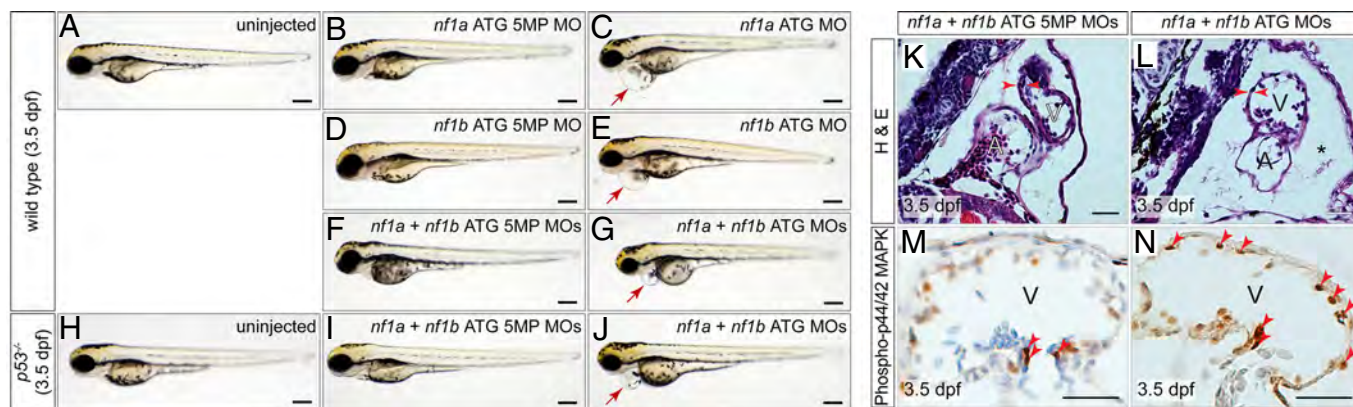 A
uninjected
B
nf1a ATG 5MP MO
C
nf1a ATG MO
D
nf1b ATG 5MP MO
E
nf1b ATG MO
F
nf1a + nf1b ATG 5MP MOs
G
nf1a + nf1b ATG MOs
wild type (3.5 dpf)
H
uninjected
I
nf1a + nf1b ATG 5MP MOs
J
nf1a + nf1b ATG MOs
p53-/-
(3.5 dpf)
nf1a + nf1b ATG 5MP MOs
nf1a + nf1b ATG MOs
H & E
K
V
A
3.5 dpf
L
V
A
*
3.5 dpf
Phospho-p44/42 MAPK
M
V
3.5 dpf
N
V
3.5 dpf